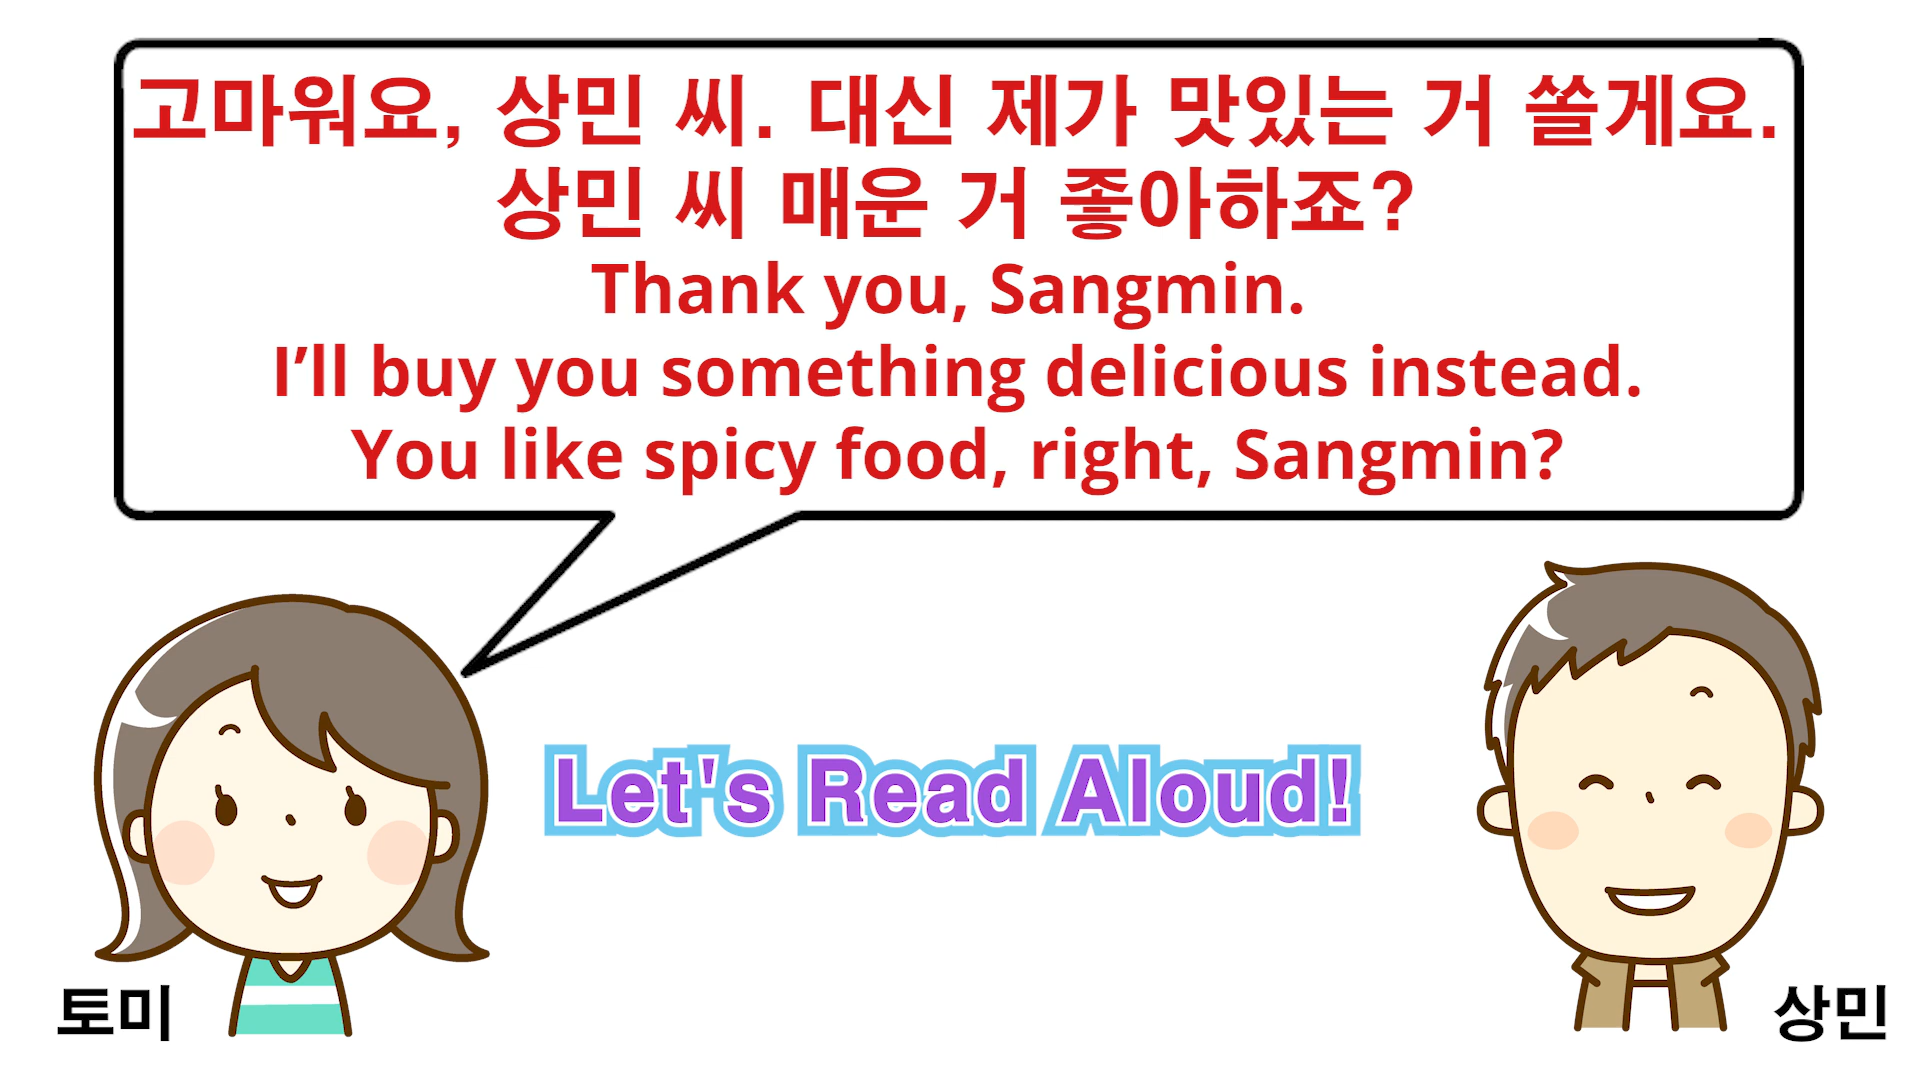 고마워요, 상민 씨. 대신 제가 맛있는 거 쏠게요.
상민 씨 매운 거 좋아하죠?
Thank you, Sangmin.
I’ll buy you something delicious instead.
You like spicy food, right, Sangmin?
Let's Read Aloud!
토미
상민